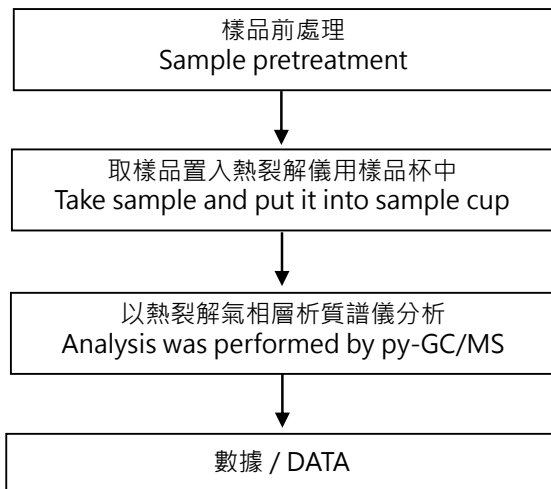 樣品前處理
Sample pretreatment
取樣品置入熱裂解儀用樣品杯中
Take sample and put it into sample cup
以熱裂解氣相層析質譜儀分析
Analysis was performed by py-GC/MS
數據 / DATA